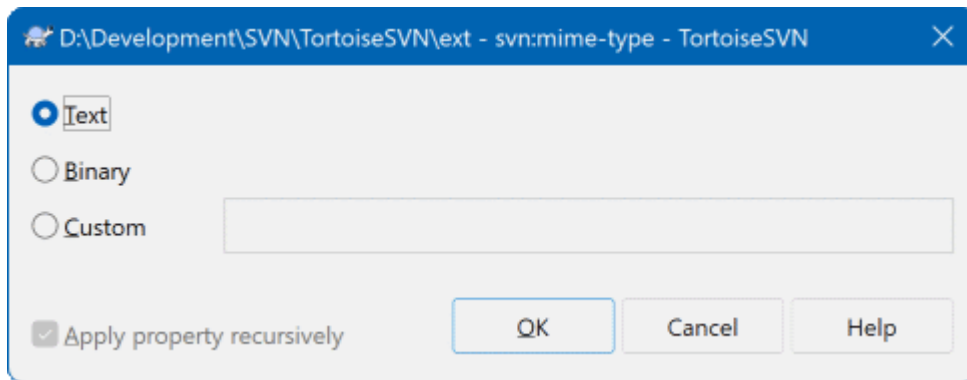 D:\Development\SVN\TortoiseSVN\ext - svn:mime-type - TortoiseSVN
Text
Binary
Custom
Apply property recursively
OK
Cancel
Help